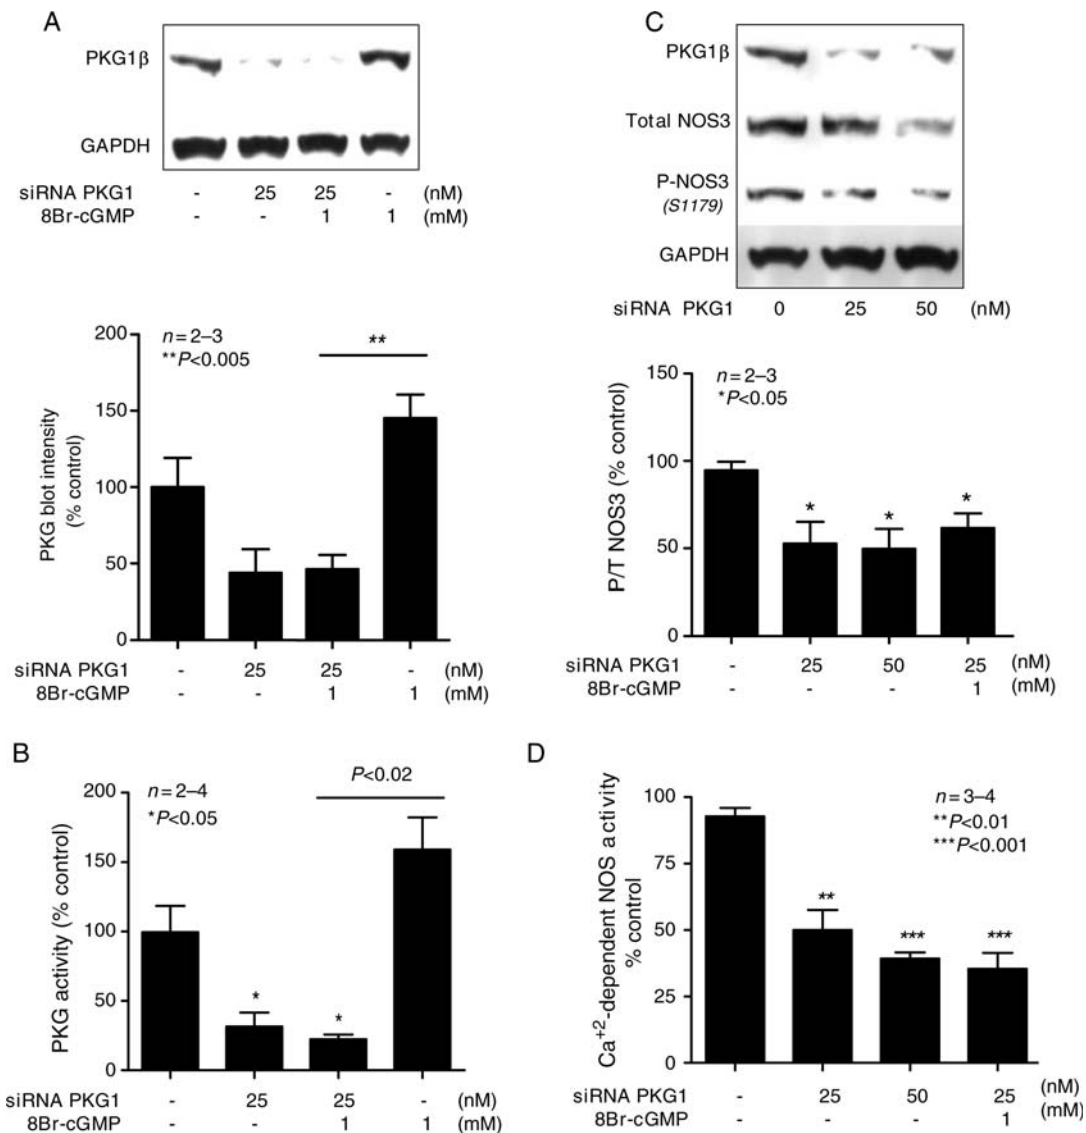 A
PKG1β
GAPDH
siRNA PKG1 - 25 25 - (nM)
8Br-cGMP - - 1 1 (mM)
n=2–3
**P<0.005
**
200
150
100
50
0
PKG blot intensity
(% control)
siRNA PKG1 - 25 25 - (nM)
8Br-cGMP - - 1 1 (mM)
B
P<0.02
n=2–4
*P<0.05
* *
200
150
100
50
0
PKG activity (% control)
siRNA PKG1 - 25 25 - (nM)
8Br-cGMP - - 1 1 (mM)
C
PKG1β
Total NOS3
P-NOS3
(S1179)
GAPDH
siRNA PKG1 0 25 50 (nM)
n=2–3
*P<0.05
* * *
150
100
50
0
P/T NOS3 (% control)
siRNA PKG1 - 25 50 25 (nM)
8Br-cGMP - - - 1 (mM)
D
n=3–4
**P<0.01
***P<0.001
** *** ***
100
75
50
25
0
Ca+2-dependent NOS activity
% control
siRNA PKG1 - 25 50 25 (nM)
8Br-cGMP - - - 1 (mM)